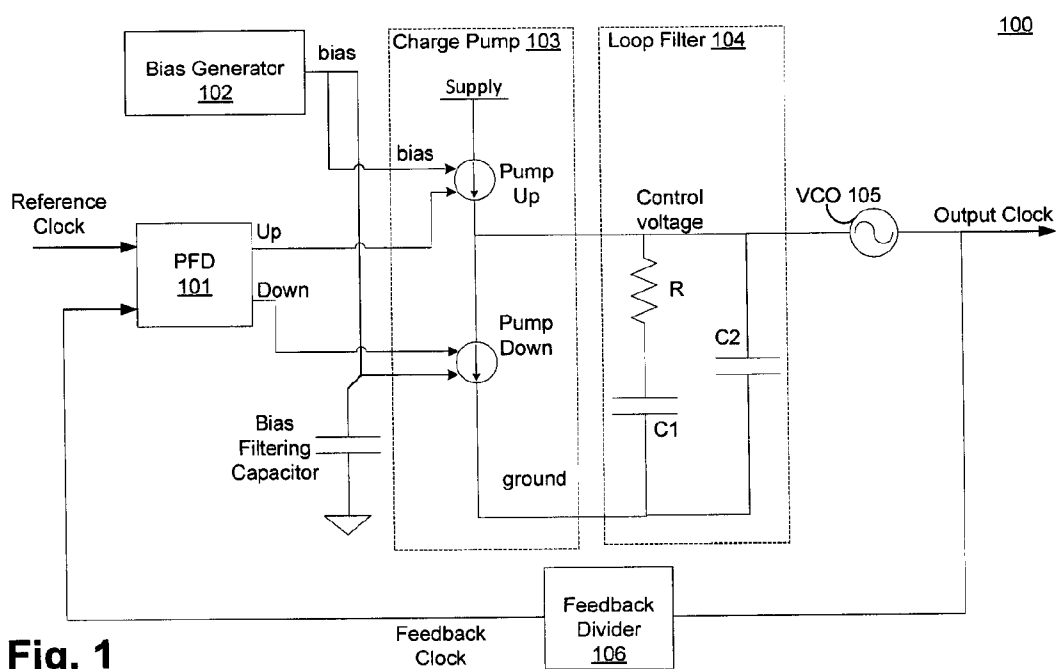 100
bias
Charge Pump 103
Loop Filter 104
Bias Generator
102
Supply
bias
Pump
Up
Reference
Clock
Control
voltage
VCO 105
Output Clock
Up
PFD
101
R
Down
Pump
Down
C2
C1
Bias
Filtering
Capacitor
ground
Feedback
Divider
106
Feedback
Clock
Fig. 1